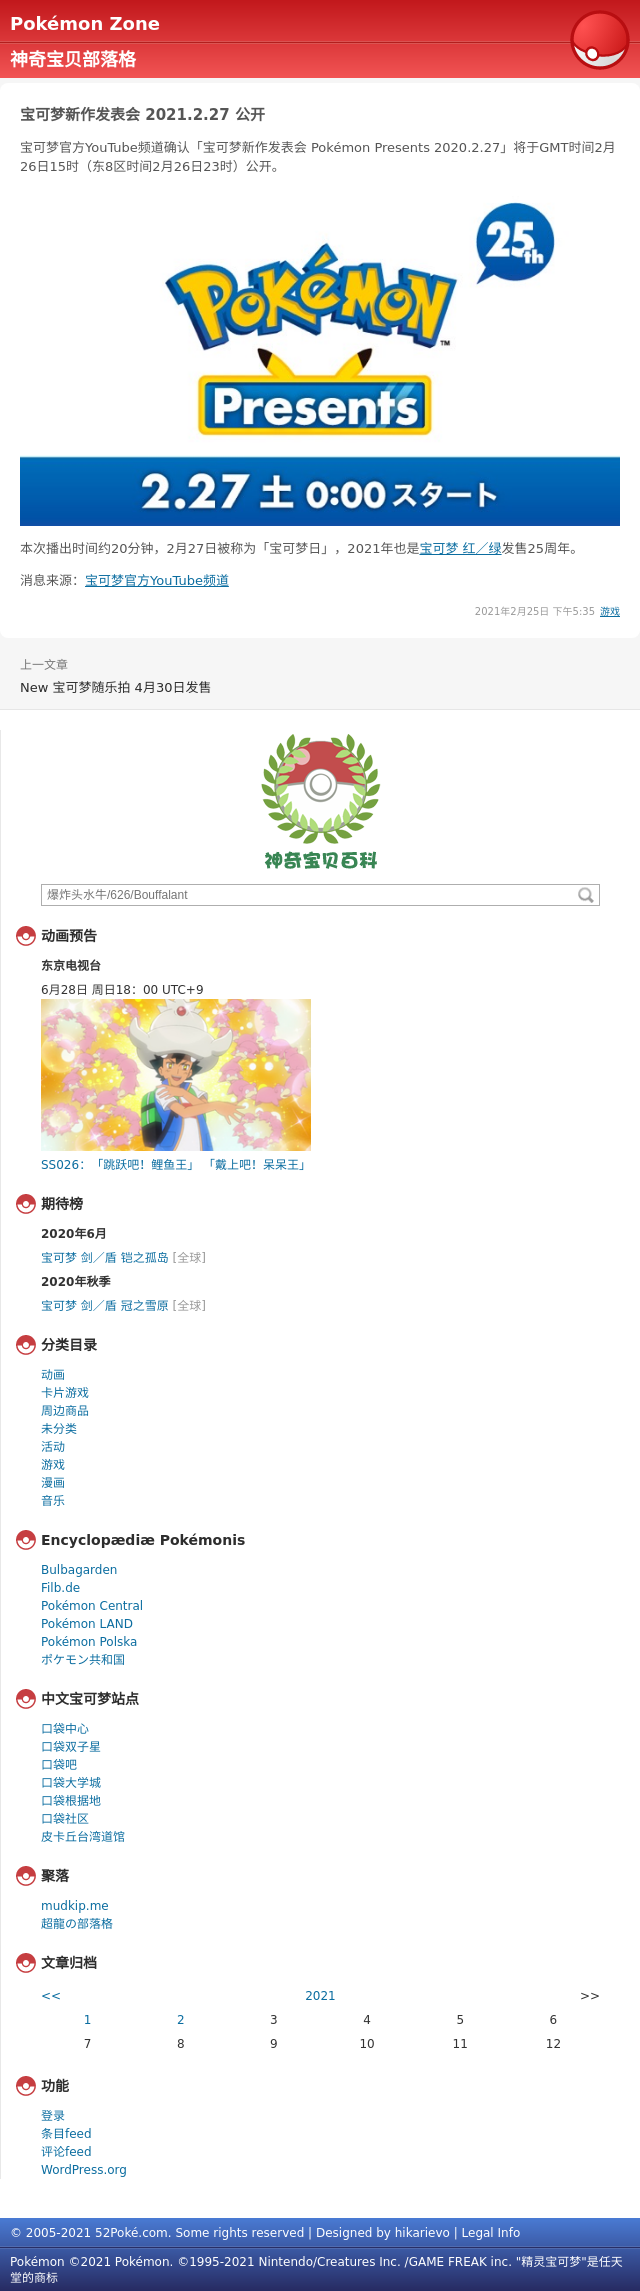 Pokémon Zone
神奇宝贝部落格
宝可梦新作发表会 2021.2.27 公开
宝可梦官方YouTube频道确认「宝可梦新作发表会 Pokémon Presents 2020.2.27」将于GMT时间2月
26日15时（东8区时间2月26日23时）公开。
25th
POKéMON
TM
Presents
2.27 土 0:00 スタート
本次播出时间约20分钟，2月27日被称为「宝可梦日」，2021年也是宝可梦 红／绿发售25周年。
消息来源：宝可梦官方YouTube频道
2021年2月25日 下午5:35 游戏
上一文章
New 宝可梦随乐拍 4月30日发售
神奇宝贝百科
爆炸头水牛/626/Bouffalant
动画预告
东京电视台
6月28日 周日18：00 UTC+9
SS026：「跳跃吧！鲤鱼王」「戴上吧！呆呆王」
期待榜
2020年6月
宝可梦 剑／盾 铠之孤岛 [全球]
2020年秋季
宝可梦 剑／盾 冠之雪原 [全球]
分类目录
动画
卡片游戏
周边商品
未分类
活动
游戏
漫画
音乐
Encyclopædiæ Pokémonis
Bulbagarden
Filb.de
Pokémon Central
Pokémon LAND
Pokémon Polska
ポケモン共和国
中文宝可梦站点
口袋中心
口袋双子星
口袋吧
口袋大学城
口袋根据地
口袋社区
皮卡丘台湾道馆
聚落
mudkip.me
超龍の部落格
文章归档
<< 2021 >>
1 2 3 4 5 6
7 8 9 10 11 12
功能
登录
条目feed
评论feed
WordPress.org
© 2005-2021 52Poké.com. Some rights reserved | Designed by hikarievo | Legal Info
Pokémon ©2021 Pokémon. ©1995-2021 Nintendo/Creatures Inc. /GAME FREAK inc. "精灵宝可梦"是任天
堂的商标